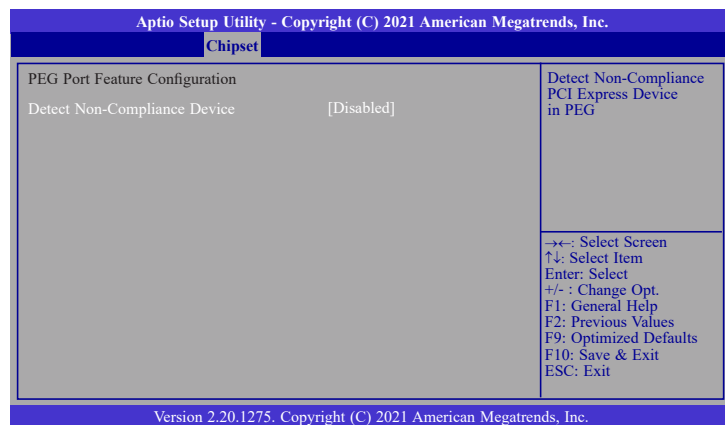 Aptio Setup Utility - Copyright (C) 2021 American Megatrends, Inc.
Chipset
PEG Port Feature Configuration
Detect Non-Compliance Device [Disabled]
Detect Non-Compliance
PCI Express Device
in PEG
→←: Select Screen
↑↓: Select Item
Enter: Select
+/- : Change Opt.
F1: General Help
F2: Previous Values
F9: Optimized Defaults
F10: Save & Exit
ESC: Exit
Version 2.20.1275. Copyright (C) 2021 American Megatrends, Inc.